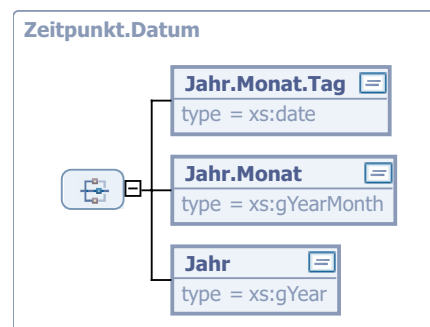 Zeitpunkt.Datum
Jahr.Monat.Tag
type = xs:date
Jahr.Monat
type = xs:gYearMonth
Jahr
type = xs:gYear